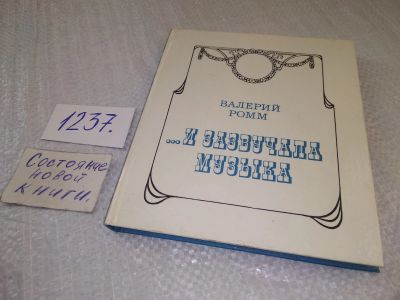 1237.
Состояние
новой
книги.
ВАЛЕРИЙ
РОММ
...И ЗАЗВУЧАЛА
МУЗЫКА